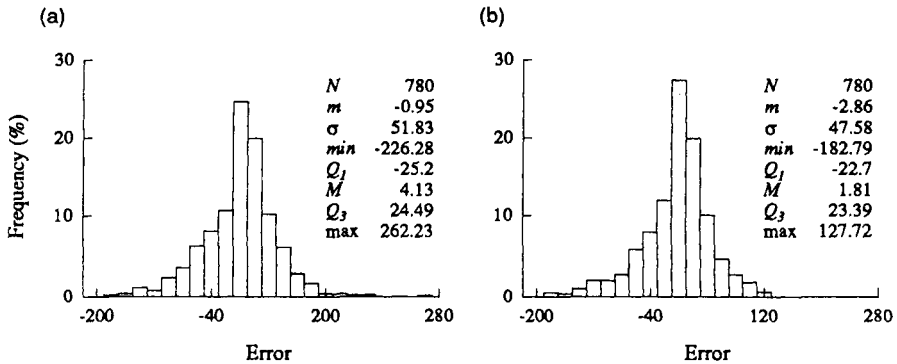 (a)
Frequency (%)
30
20
10
0
-200
-40
200
280
Error
N 780
m -0.95
σ 51.83
min -226.28
Q1 -25.2
M 4.13
Q3 24.49
max 262.23
(b)
30
20
10
0
-200
-40
120
280
Error
N 780
m -2.86
σ 47.58
min -182.79
Q1 -22.7
M 1.81
Q3 23.39
max 127.72